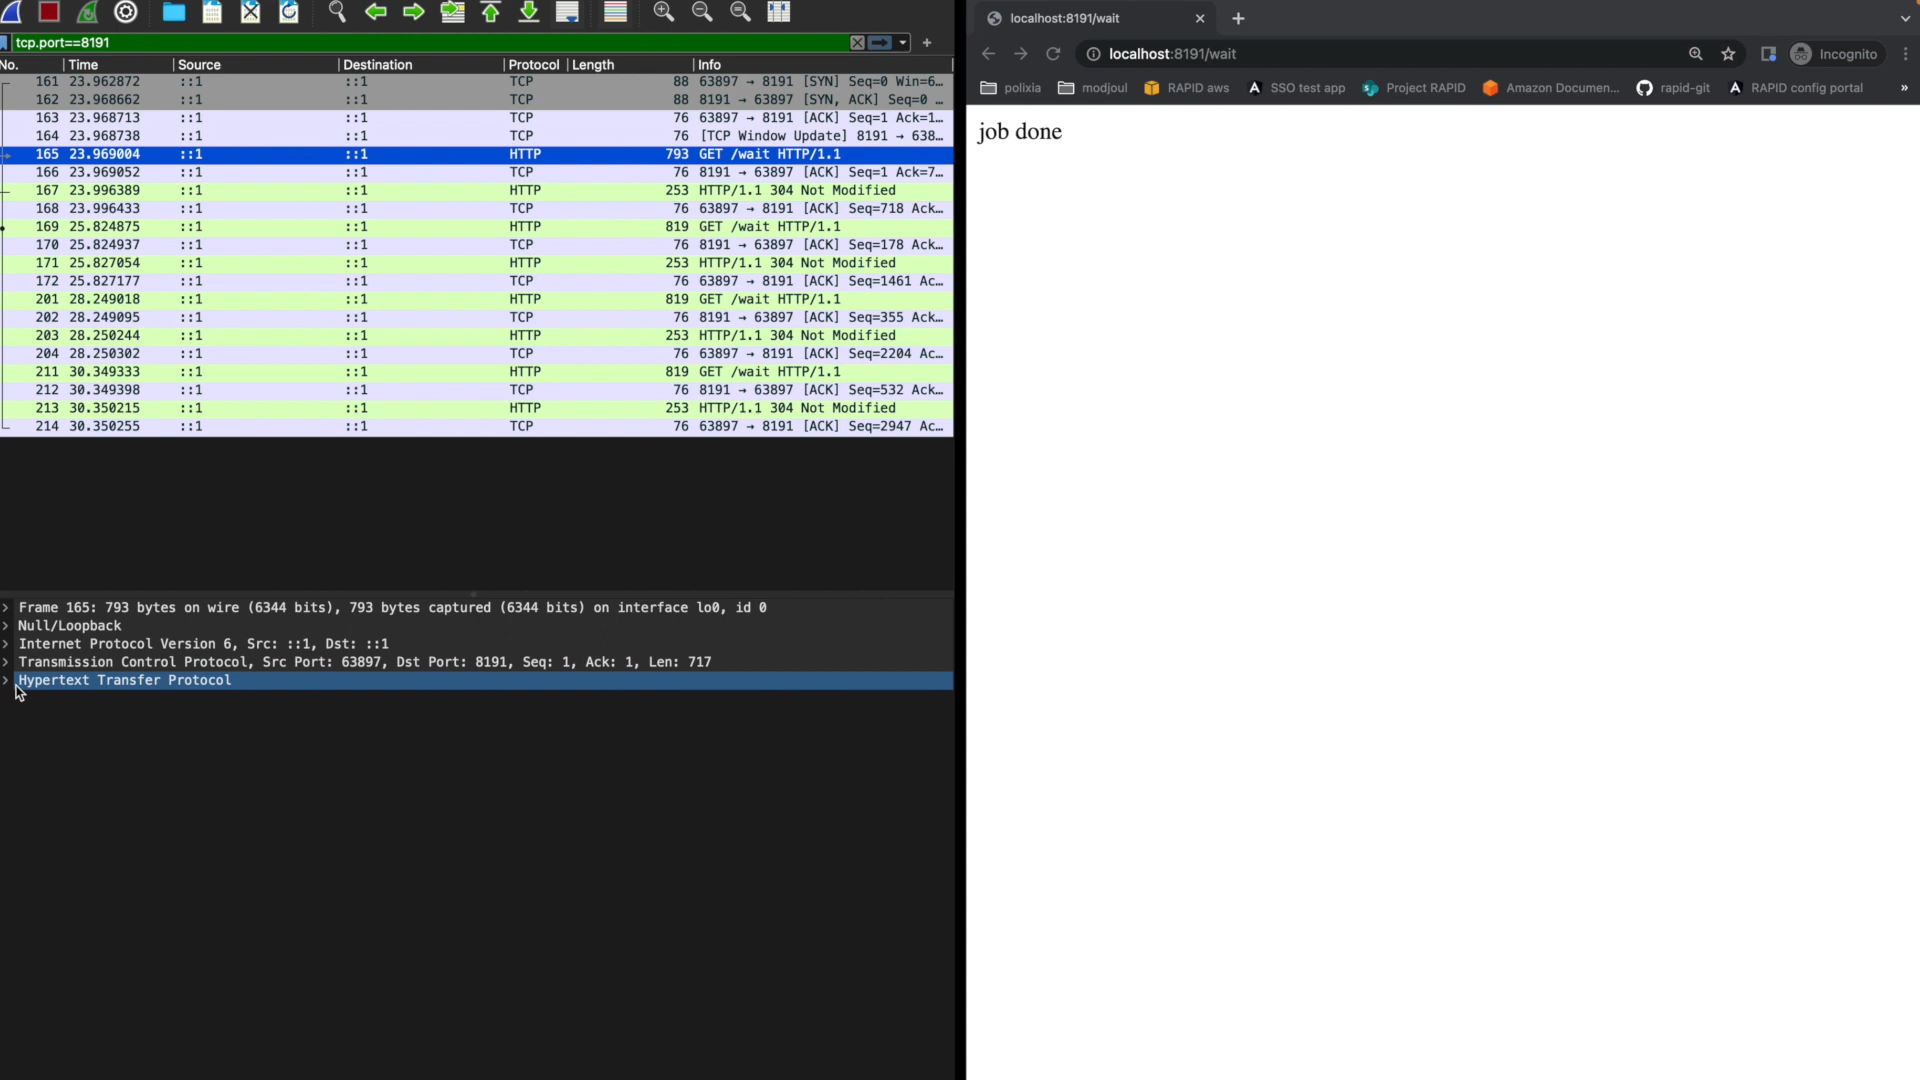 tcp.port==8191
No. Time Source Destination Protocol Length Info
161 23.962872 ::1 ::1 TCP 88 63897 → 8191 [SYN] Seq=0 Win=6…
162 23.968662 ::1 ::1 TCP 88 8191 → 63897 [SYN, ACK] Seq=0 …
163 23.968713 ::1 ::1 TCP 76 63897 → 8191 [ACK] Seq=1 Ack=1…
164 23.968738 ::1 ::1 TCP 76 [TCP Window Update] 8191 → 638…
165 23.969004 ::1 ::1 HTTP 793 GET /wait HTTP/1.1
166 23.969052 ::1 ::1 TCP 76 8191 → 63897 [ACK] Seq=1 Ack=7…
167 23.996389 ::1 ::1 HTTP 253 HTTP/1.1 304 Not Modified
168 23.996433 ::1 ::1 TCP 76 63897 → 8191 [ACK] Seq=718 Ack…
169 25.824875 ::1 ::1 HTTP 819 GET /wait HTTP/1.1
170 25.824937 ::1 ::1 TCP 76 8191 → 63897 [ACK] Seq=178 Ack…
171 25.827054 ::1 ::1 HTTP 253 HTTP/1.1 304 Not Modified
172 25.827177 ::1 ::1 TCP 76 63897 → 8191 [ACK] Seq=1461 Ac…
201 28.249018 ::1 ::1 HTTP 819 GET /wait HTTP/1.1
202 28.249095 ::1 ::1 TCP 76 8191 → 63897 [ACK] Seq=355 Ack…
203 28.250244 ::1 ::1 HTTP 253 HTTP/1.1 304 Not Modified
204 28.250302 ::1 ::1 TCP 76 63897 → 8191 [ACK] Seq=2204 Ac…
211 30.349333 ::1 ::1 HTTP 819 GET /wait HTTP/1.1
212 30.349398 ::1 ::1 TCP 76 8191 → 63897 [ACK] Seq=532 Ack…
213 30.350215 ::1 ::1 HTTP 253 HTTP/1.1 304 Not Modified
214 30.350255 ::1 ::1 TCP 76 63897 → 8191 [ACK] Seq=2947 Ac…
Frame 165: 793 bytes on wire (6344 bits), 793 bytes captured (6344 bits) on interface lo0, id 0
Null/Loopback
Internet Protocol Version 6, Src: ::1, Dst: ::1
Transmission Control Protocol, Src Port: 63897, Dst Port: 8191, Seq: 1, Ack: 1, Len: 717
Hypertext Transfer Protocol
localhost:8191/wait
localhost:8191/wait Incognito
polixia modjoul RAPID aws SSO test app Project RAPID Amazon Documen… rapid-git RAPID config portal »
job done